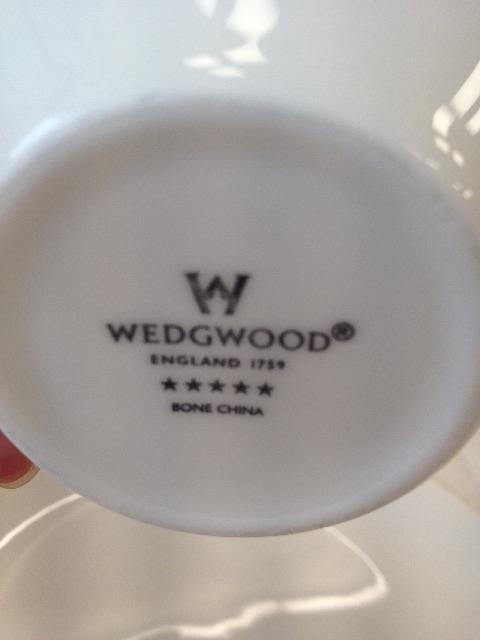 W
WEDGWOOD®
ENGLAND 1759
★★★★★
BONE CHINA